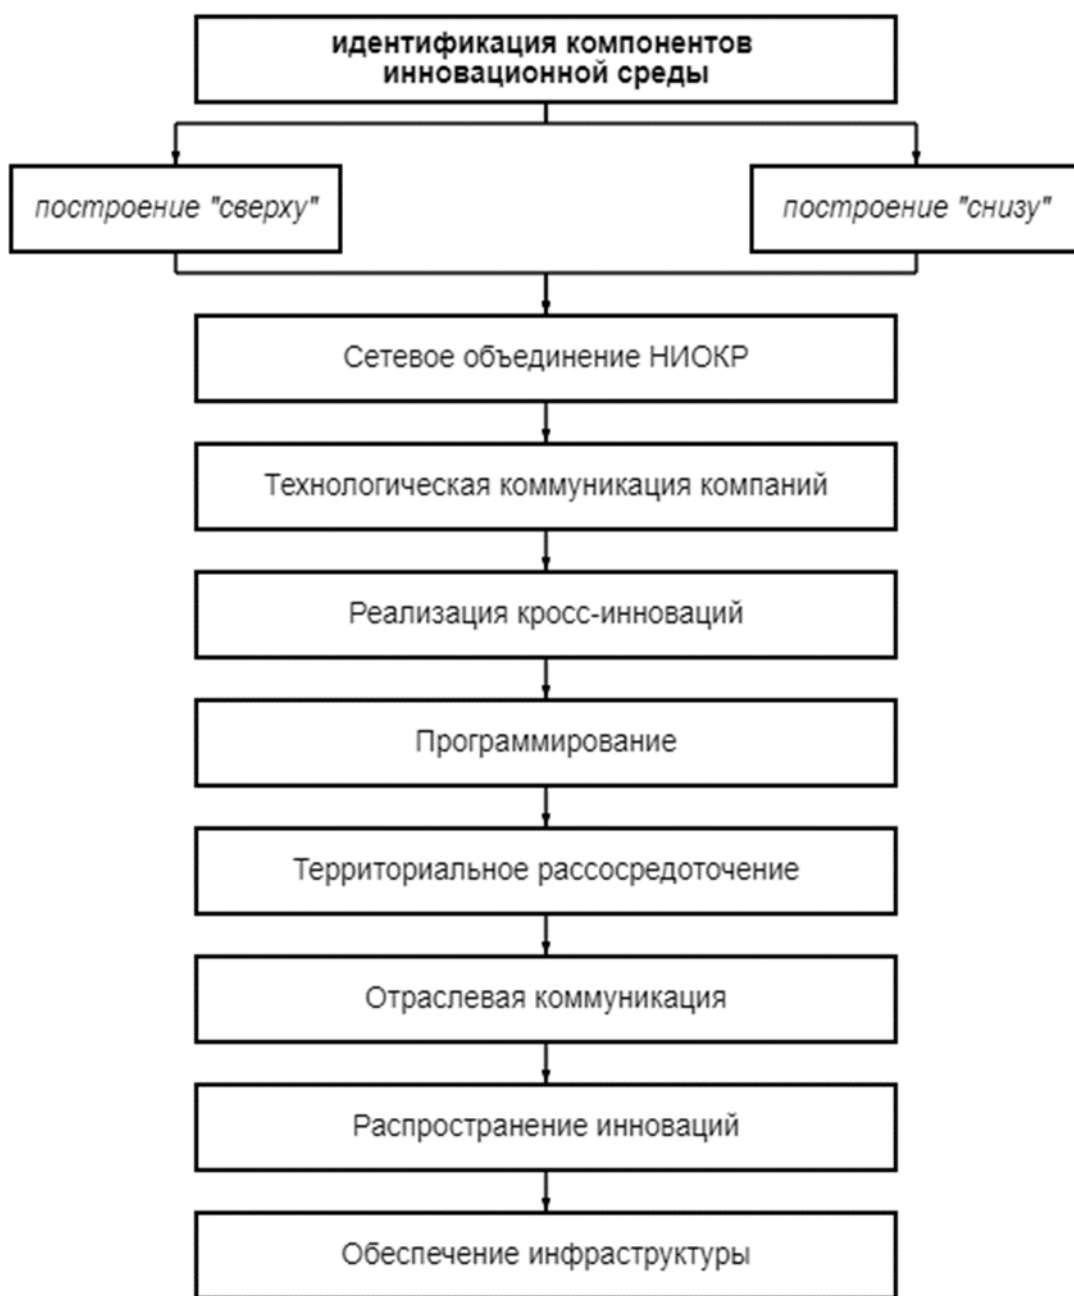 идентификация компонентов
инновационной среды
построение "сверху"
построение "снизу"
Сетевое объединение НИОКР
Технологическая коммуникация компаний
Реализация кросс-инноваций
Программирование
Территориальное рассосредоточение
Отраслевая коммуникация
Распространение инноваций
Обеспечение инфраструктуры